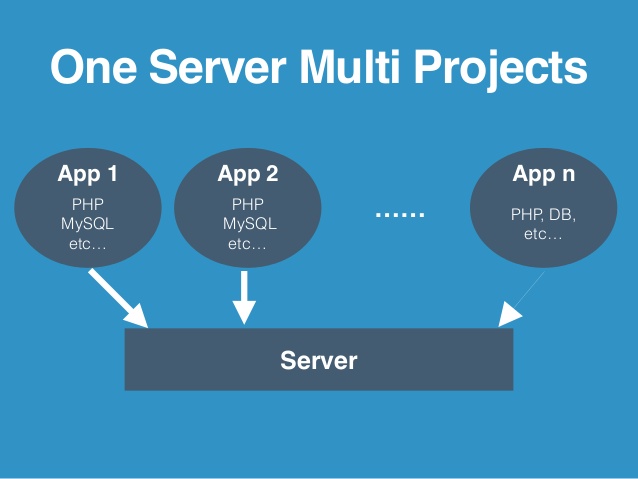 One Server Multi Projects
App 1
PHP
MySQL
etc…
App 2
PHP
MySQL
etc…
......
App n
PHP, DB,
etc…
Server